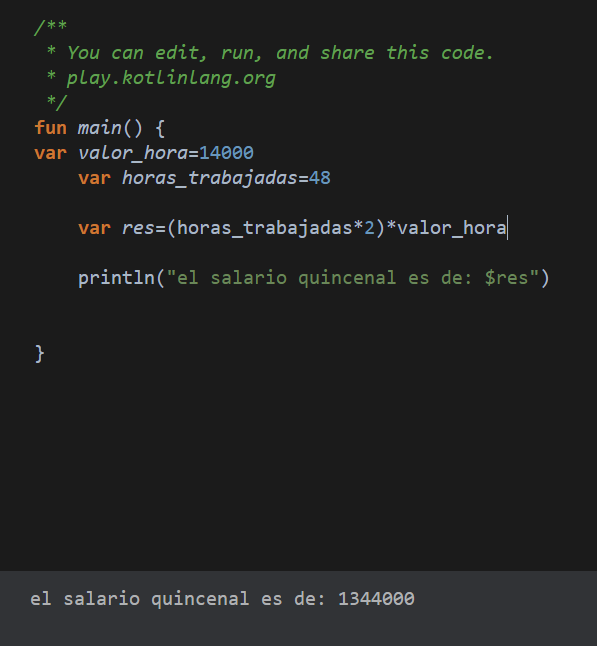 /**
 * You can edit, run, and share this code.
 * play.kotlinlang.org
 */
fun main() {
var valor_hora=14000
    var horas_trabajadas=48
    var res=(horas_trabajadas*2)*valor_hora
    println("el salario quincenal es de: $res")
}
el salario quincenal es de: 1344000